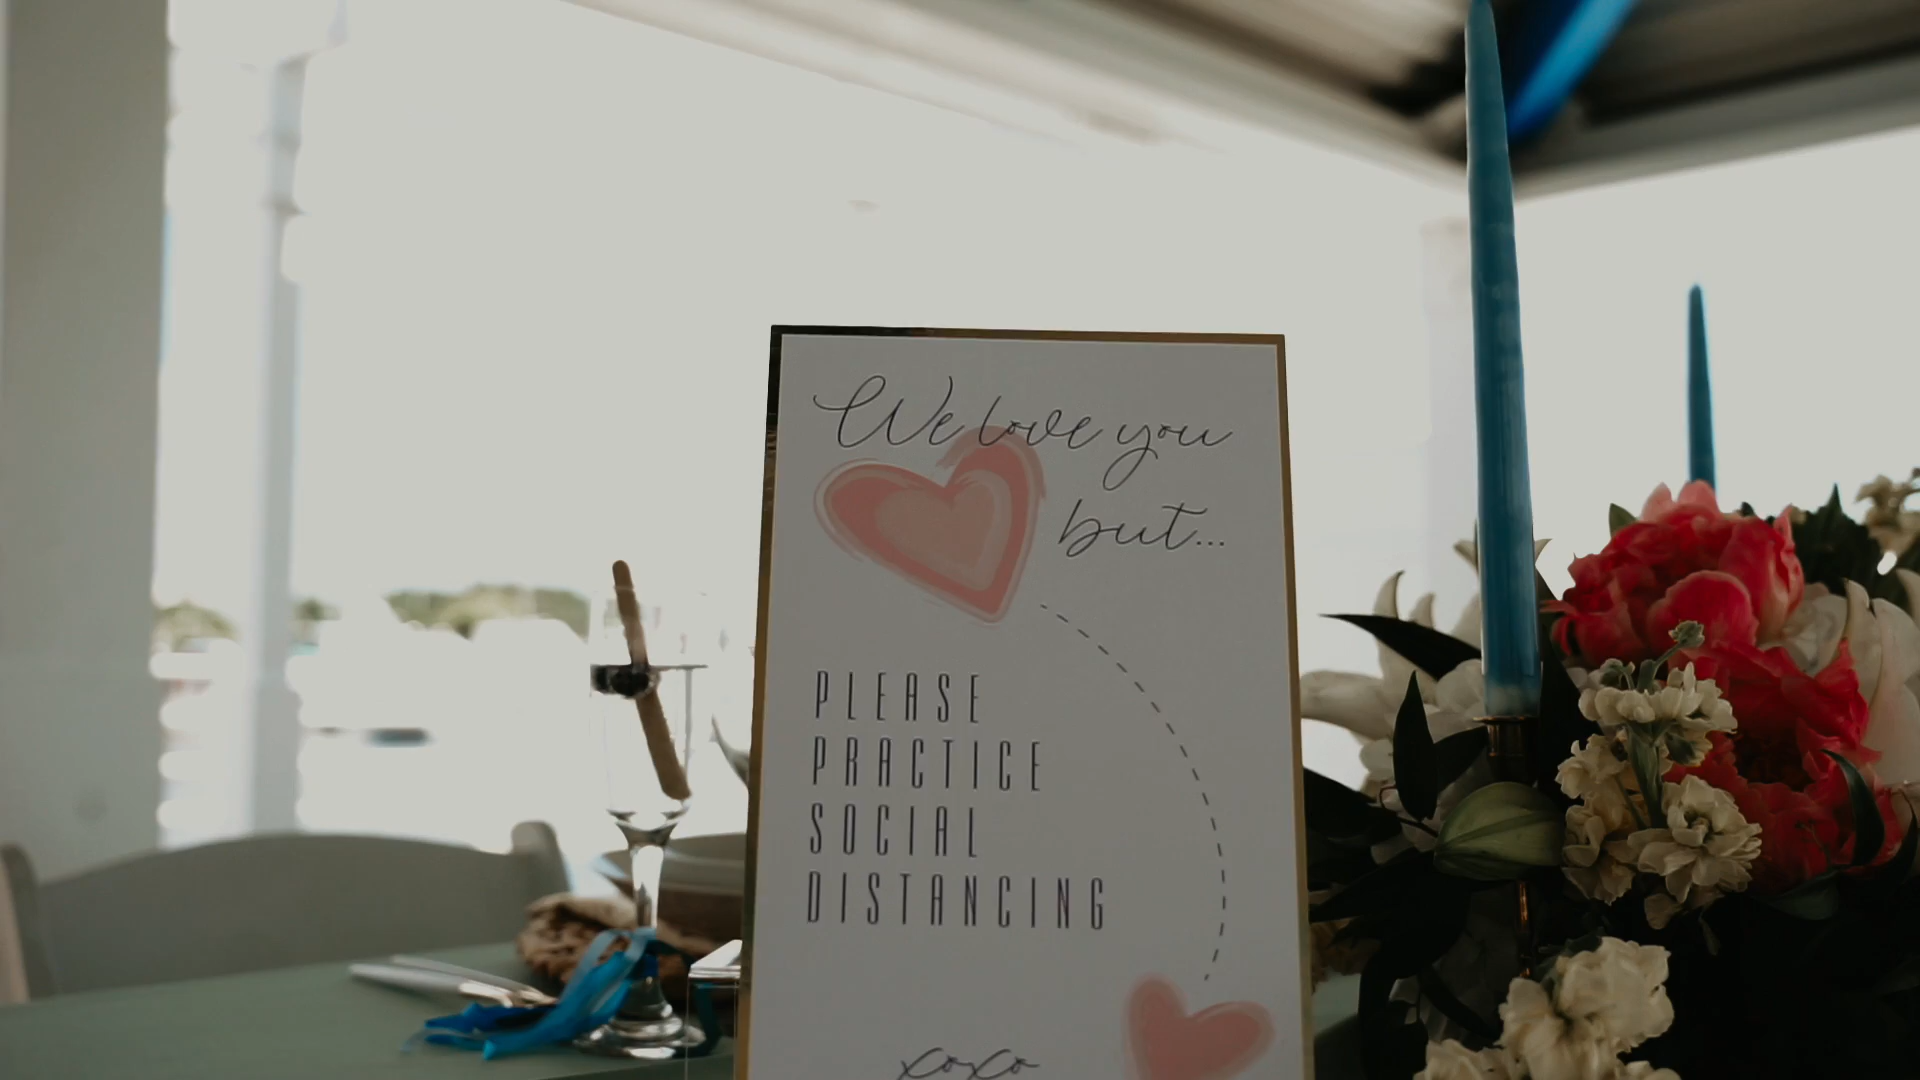 We love you
but...
PLEASE
PRACTICE
SOCIAL
DISTANCING
xoxo